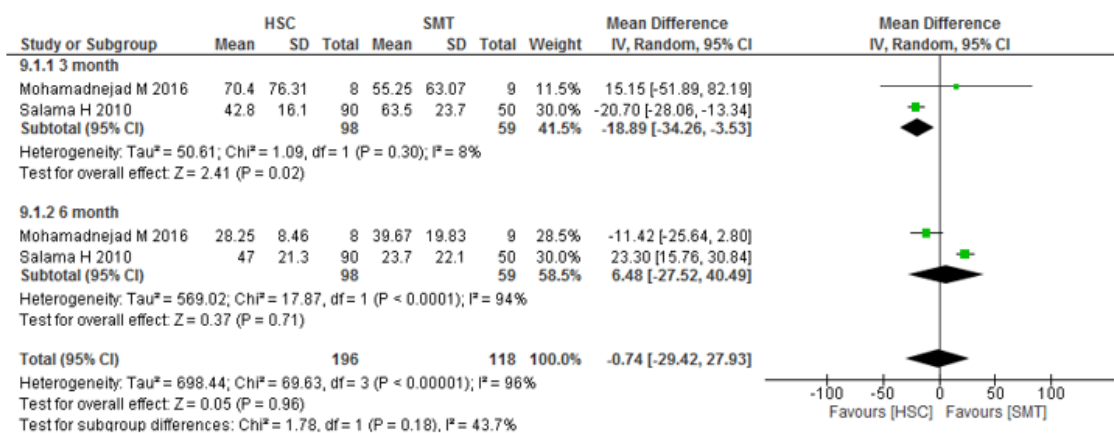 HSC SMT Mean Difference Mean Difference
Study or Subgroup Mean SD Total Mean SD Total Weight IV, Random, 95% CI IV, Random, 95% CI
9.1.1 3 month
Mohamadnejad M 2016 70.4 76.31 8 55.25 63.07 9 11.5% 15.15 [-51.89, 82.19]
Salama H 2010 42.8 16.1 90 63.5 23.7 50 30.0% -20.70 [-28.06, -13.34]
Subtotal (95% CI) 98 59 41.5% -18.89 [-34.26, -3.53]
Heterogeneity: Tau² = 50.61; Chi² = 1.09, df = 1 (P = 0.30); I² = 8%
Test for overall effect: Z = 2.41 (P = 0.02)
9.1.2 6 month
Mohamadnejad M 2016 28.25 8.46 8 39.67 19.83 9 28.5% -11.42 [-25.64, 2.80]
Salama H 2010 47 21.3 90 23.7 22.1 50 30.0% 23.30 [15.76, 30.84]
Subtotal (95% CI) 98 59 58.5% 6.48 [-27.52, 40.49]
Heterogeneity: Tau² = 569.02; Chi² = 17.87, df = 1 (P < 0.0001); I² = 94%
Test for overall effect: Z = 0.37 (P = 0.71)
Total (95% CI) 196 118 100.0% -0.74 [-29.42, 27.93]
Heterogeneity: Tau² = 698.44; Chi² = 69.63, df = 3 (P < 0.00001); I² = 96%
Test for overall effect: Z = 0.05 (P = 0.96)
Test for subgroup differences: Chi² = 1.78, df = 1 (P = 0.18), I² = 43.7%
-100 -50 0 50 100
Favours [HSC] Favours [SMT]